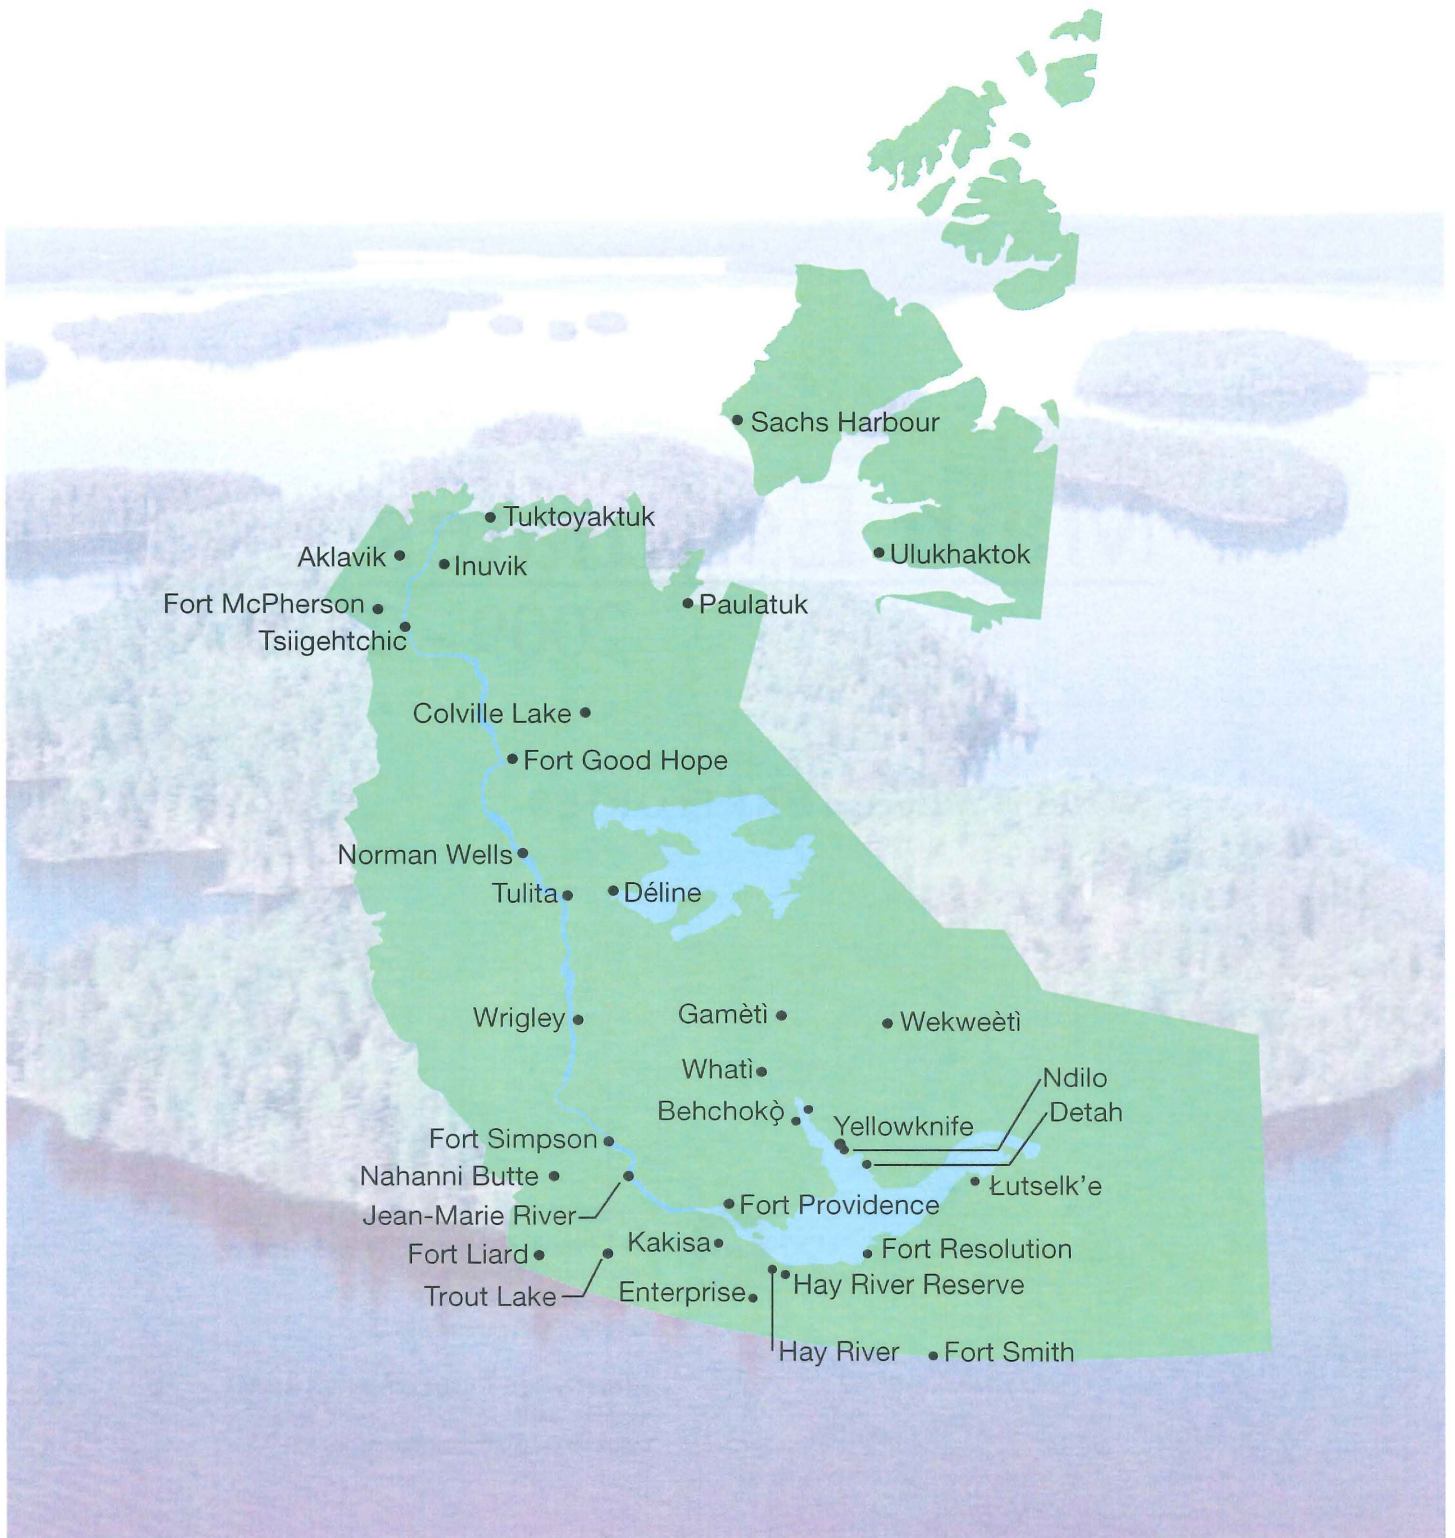 Sachs Harbour
Tuktoyaktuk
Aklavik
Inuvik
Ulukhaktok
Fort McPherson
Paulatuk
Tsiigehtchic
Colville Lake
Fort Good Hope
Norman Wells
Tulita
Déline
Wrigley
Gamètì
Wekweètì
Whatì
Ndilo
Behchokǫ̀
Detah
Yellowknife
Fort Simpson
Nahanni Butte
Łutselk’e
Jean-Marie River
Fort Providence
Kakisa
Fort Liard
Fort Resolution
Trout Lake
Enterprise
Hay River Reserve
Hay River
Fort Smith